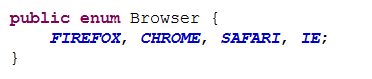 public enum Browser {
    FIREFOX, CHROME, SAFARI, IE;
}